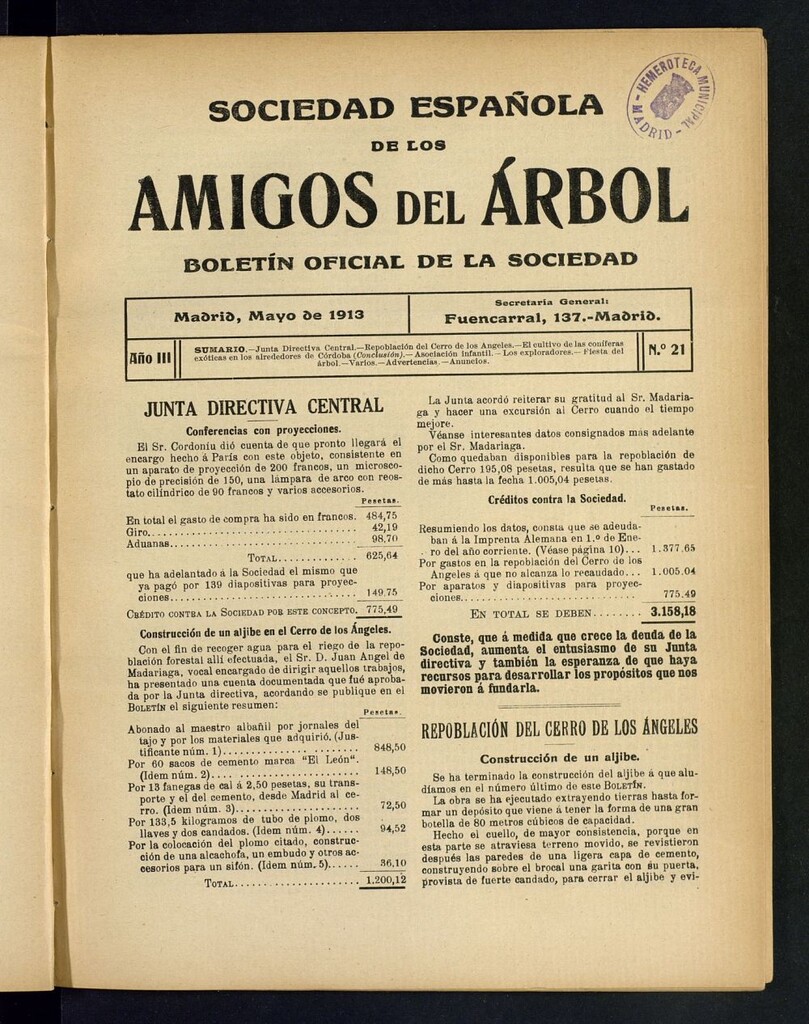 HEMEROTECA MUNICIPAL
MADRID
SOCIEDAD ESPAÑOLA
DE LOS
AMIGOS DEL ÁRBOL
BOLETÍN OFICIAL DE LA SOCIEDAD
Madrid, Mayo de 1913
Secretaría General:
Fuencarral, 137.-Madrid.
Año III
SUMARIO.—Junta Directiva Central.—Repoblación del Cerro de los Angeles.—El cultivo de las coníferas
exóticas en los alrededores de Córdoba (Conclusión).—Asociación infantil.—Los exploradores.—Fiesta del
árbol.—Varios.—Advertencias.—Anuncios.
N.º 21
JUNTA DIRECTIVA CENTRAL
Conferencias con proyecciones.
El Sr. Cordoníu dió cuenta de que pronto llegará el
encargo hecho á París con este objeto, consistente en
un aparato de proyección de 200 francos, un microsco-
pio de precisión de 150, una lámpara de arco con reos-
tato cilíndrico de 90 francos y varios accesorios.
Pesetas.
En total el gasto de compra ha sido en francos. 484,75
Giro........................................ 42,19
Aduanas..................................... 98,70
TOTAL.................... 625,64
que ha adelantado á la Sociedad el mismo que
ya pagó por 139 diapositivas para proyec-
ciones..................................... 149,75
CRÉDITO CONTRA LA SOCIEDAD POR ESTE CONCEPTO. 775,49
Construcción de un aljibe en el Cerro de los Ángeles.
Con el fin de recoger agua para el riego de la repo-
blación forestal allí efectuada, el Sr. D. Juan Angel de
Madariaga, vocal encargado de dirigir aquellos trabajos,
ha presentado una cuenta documentada que fué aproba-
da por la Junta directiva, acordando se publique en el
BOLETÍN el siguiente resumen:
Pesetas.
Abonado al maestro albañil por jornales del
tajo y por los materiales que adquirió. (Jus-
tificante núm. 1)........................ 848,50
Por 60 sacos de cemento marca "El León".
(Idem núm. 2)............................ 148,50
Por 13 fanegas de cal á 2,50 pesetas, su trans-
porte y el del cemento, desde Madrid al ce-
rro. (Idem núm. 3)....................... 72,50
Por 133,5 kilogramos de tubo de plomo, dos
llaves y dos candados. (Idem núm. 4)...... 94,52
Por la colocación del plomo citado, construc-
ción de una alcachofa, un embudo y otros ac-
cesorios para un sifón. (Idem núm. 5)...... 36,10
TOTAL...................... 1.200,12
La Junta acordó reiterar su gratitud al Sr. Madaria-
ga y hacer una excursión al Cerro cuando el tiempo
mejore.
Véanse interesantes datos consignados más adelante
por el Sr. Madariaga.
Como quedaban disponibles para la repoblación de
dicho Cerro 195,08 pesetas, resulta que se han gastado
de más hasta la fecha 1.005,04 pesetas.
Créditos contra la Sociedad.
Pesetas.
Resumiendo los datos, consta que se adeuda-
ban á la Imprenta Alemana en 1.º de Ene-
ro del año corriente. (Véase página 10)... 1.377,65
Por gastos en la repoblación del Cerro de los
Angeles á que no alcanza lo recaudado... 1.005,04
Por aparatos y diapositivas para proyec-
ciones.................................. 775,49
EN TOTAL SE DEBEN........ 3.158,18
Conste, que á medida que crece la deuda de la
Sociedad, aumenta el entusiasmo de su Junta
directiva y también la esperanza de que haya
recursos para desarrollar los propósitos que nos
movieron á fundarla.
REPOBLACIÓN DEL CERRO DE LOS ÁNGELES
Construcción de un aljibe.
Se ha terminado la construcción del aljibe á que alu-
díamos en el número último de este BOLETÍN.
La obra se ha ejecutado extrayendo tierras hasta for-
mar un depósito que viene á tener la forma de una gran
botella de 80 metros cúbicos de capacidad.
Hecho el cuello, de mayor consistencia, porque en
esta parte se atraviesa terreno movido, se revistieron
después las paredes de una ligera capa de cemento,
construyendo sobre el brocal una garita con su puerta,
provista de fuerte candado, para cerrar el aljibe y evi-